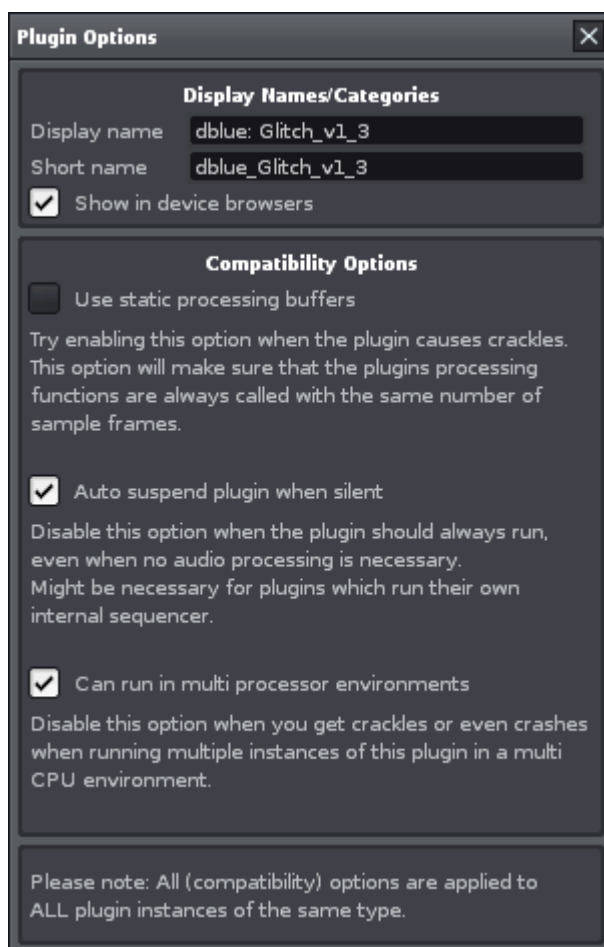 Plugin Options
Display Names/Categories
Display name dblue: Glitch_v1_3
Short name dblue_Glitch_v1_3
Show in device browsers
Compatibility Options
Use static processing buffers
Try enabling this option when the plugin causes crackles.
This option will make sure that the plugins processing
functions are always called with the same number of
sample frames.
Auto suspend plugin when silent
Disable this option when the plugin should always run,
even when no audio processing is necessary.
Might be necessary for plugins which run their own
internal sequencer.
Can run in multi processor environments
Disable this option when you get crackles or even crashes
when running multiple instances of this plugin in a multi
CPU environment.
Please note: All (compatibility) options are applied to
ALL plugin instances of the same type.